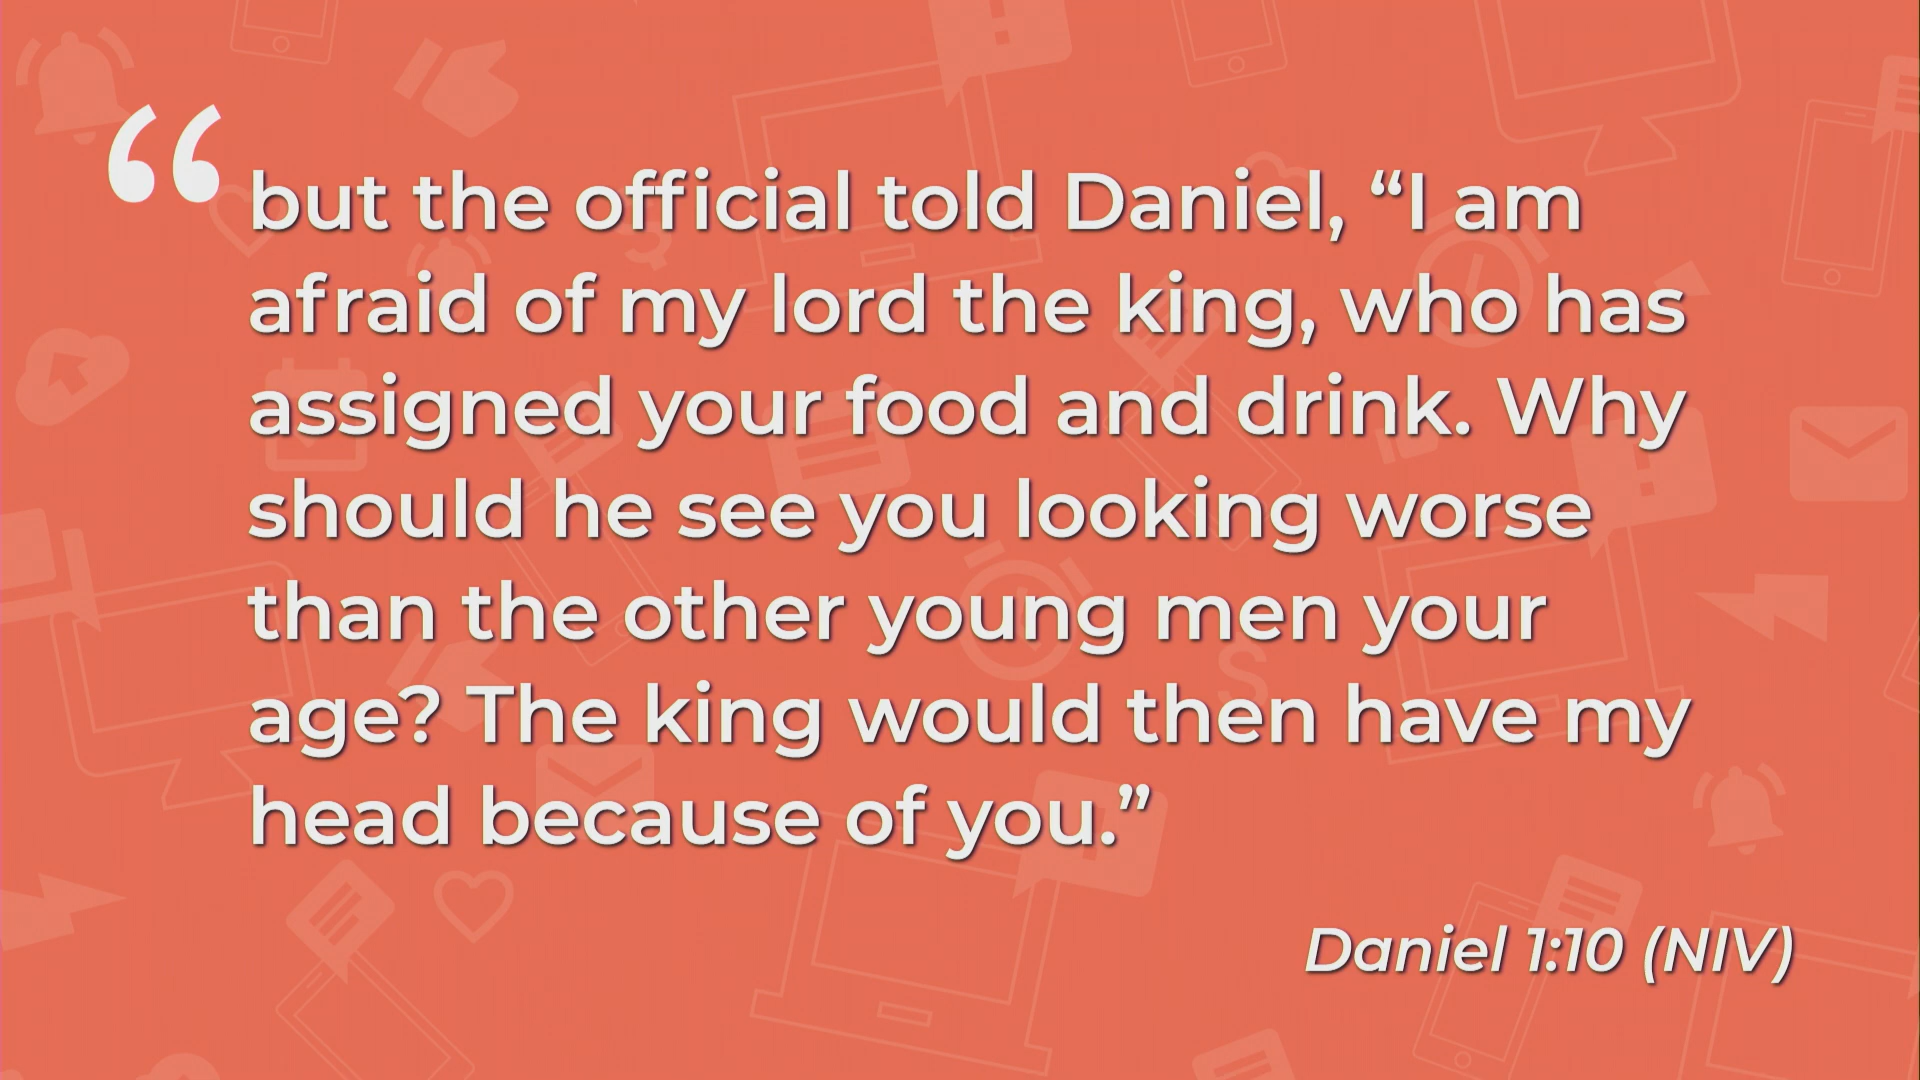 “but the official told Daniel, “I am
afraid of my lord the king, who has
assigned your food and drink. Why
should he see you looking worse
than the other young men your
age? The king would then have my
head because of you.”
Daniel 1:10 (NIV)